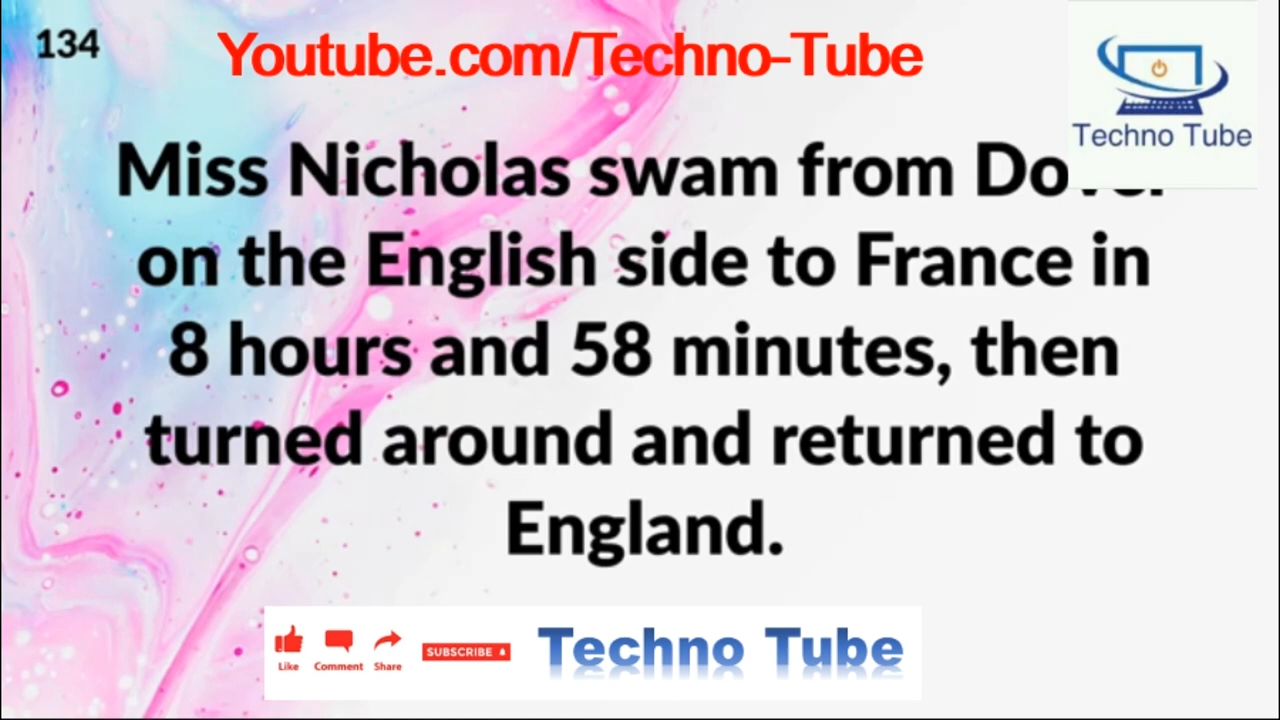 134
Youtube.com/Techno-Tube
Techno Tube
Miss Nicholas swam from
on the English side to France in
8 hours and 58 minutes, then
turned around and returned to
England.
Like Comment Share SUBSCRIBE Techno Tube